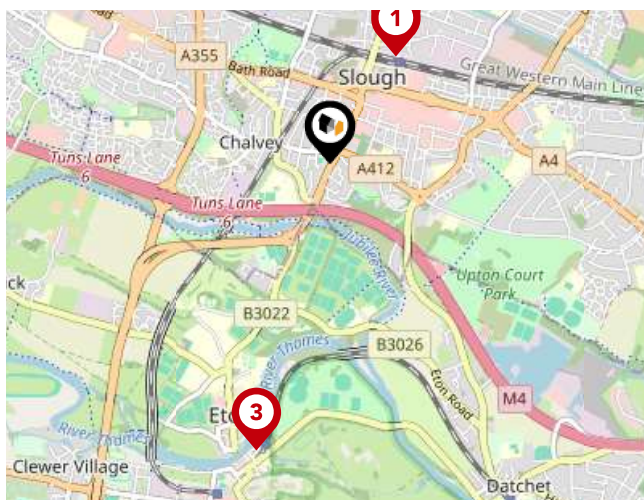 1
A355
Bath Road
Slough
Great Western Main Line
Chalvey
A412
A4
Tuns Lane
6
Tuns Lane
6
Jubilee River
Upton Court
Park
B3022
River Thames
B3026
Eton Road
M4
3
River Thames
Clewer Village
Datchet